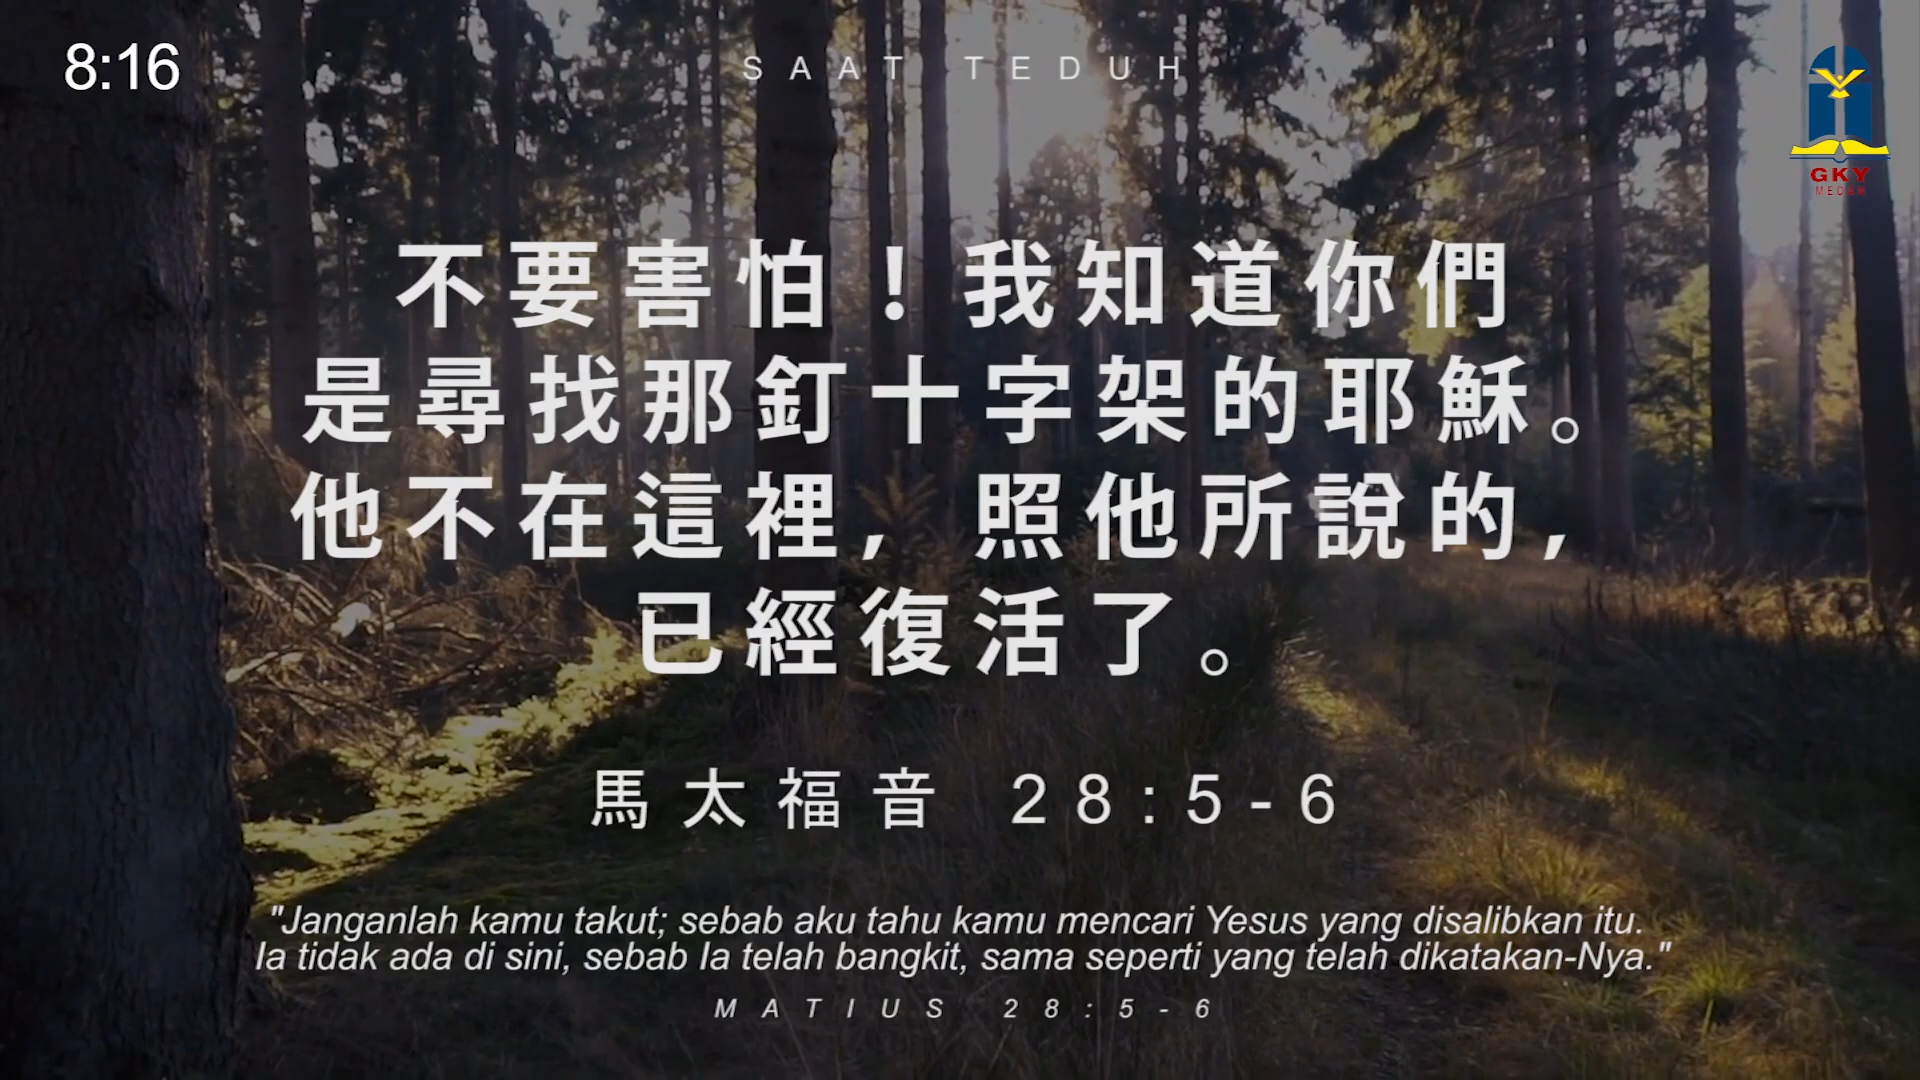 8:16
SAAT TEDUH
GKY
MEDAN
不要害怕！我知道你們
是尋找那釘十字架的耶穌。
他不在這裡，照他所說的，
已經復活了。
馬太福音 28:5-6
"Janganlah kamu takut; sebab aku tahu kamu mencari Yesus yang disalibkan itu.
Ia tidak ada di sini, sebab Ia telah bangkit, sama seperti yang telah dikatakan-Nya."
MATIUS 28:5-6